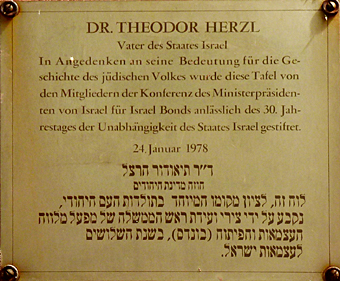 DR. THEODOR HERZL
Vater des Staates Israel
In Angedenken an seine Bedeutung für die Ge-
schichte des jüdischen Volkes wurde diese Tafel von
den Mitgliedern der Konferenz des Ministerpräsiden-
ten von Israel für Israel Bonds anlässlich des 30. Jah-
restages der Unabhängigkeit des Staates Israel gestiftet.
24. Januar 1978
ד״ר תיאודור הרצל
חוזה מדינת היהודים
לוח זה, לציון מקומו המיוחד בתולדות העם היהודי,
נקבע על ידי צירי ועידת ראש הממשלה של מפעל מלווה
העצמאות והפיתוח (בונדס), בשנת השלושים
לעצמאות ישראל.